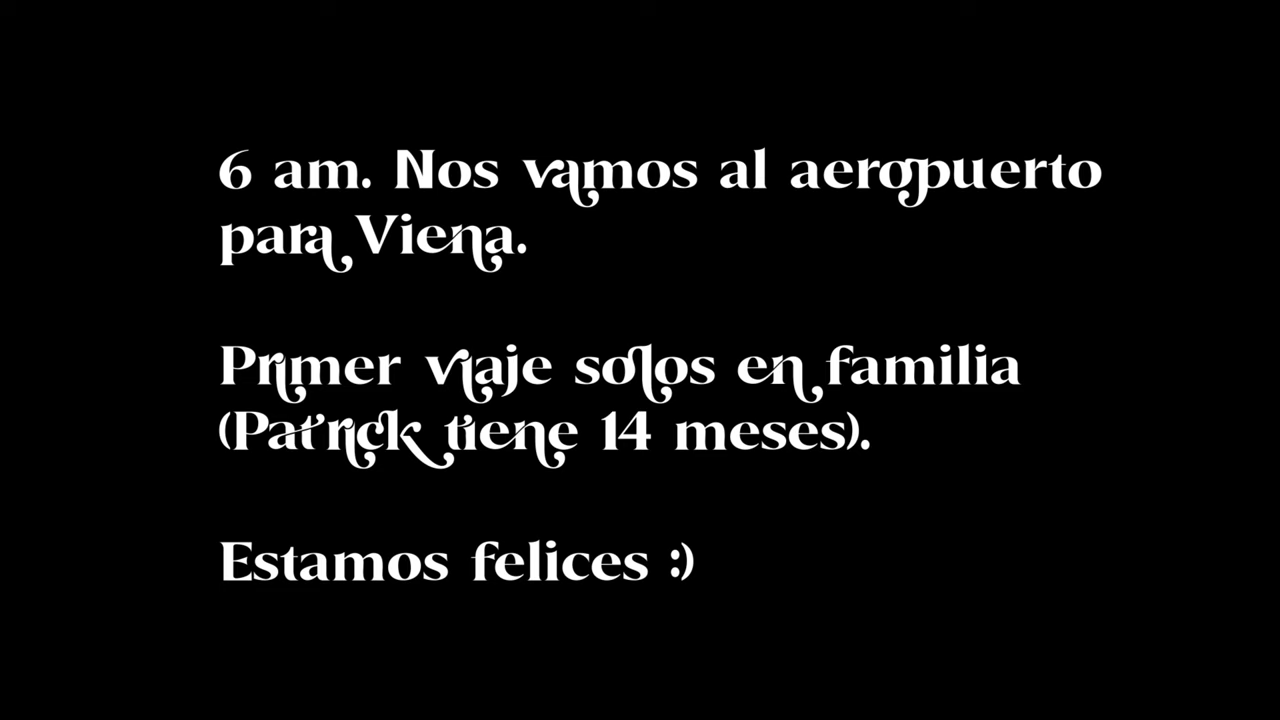 6 am. Nos vamos al aeropuerto
para Viena.
Primer viaje solos en familia
(Patrick tiene 14 meses).
Estamos felices :)